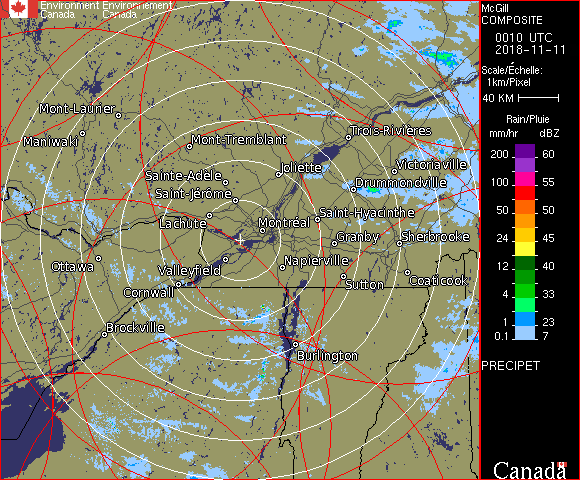 Environment Environnement
Canada Canada
Mont-Laurier
Maniwaki
Mont-Tremblant
Trois-Rivières
Joliette
Victoriaville
Sainte-Adèle
Drummondville
Saint-Jérôme
Saint-Hyacinthe
Lachute
Montréal
Granby
Sherbrooke
Ottawa
Valleyfield
Napierville
Sutton
Coaticook
Cornwall
Brockville
Burlington
McGill
COMPOSITE
0010 UTC
2018-11-11
Scale/Échelle:
1km/Pixel
40 KM
Rain/Pluie
mm/hr dBZ
200 60
100 55
50 50
24 45
12 40
4 33
1 23
0.1 7
PRECIPET
Canada